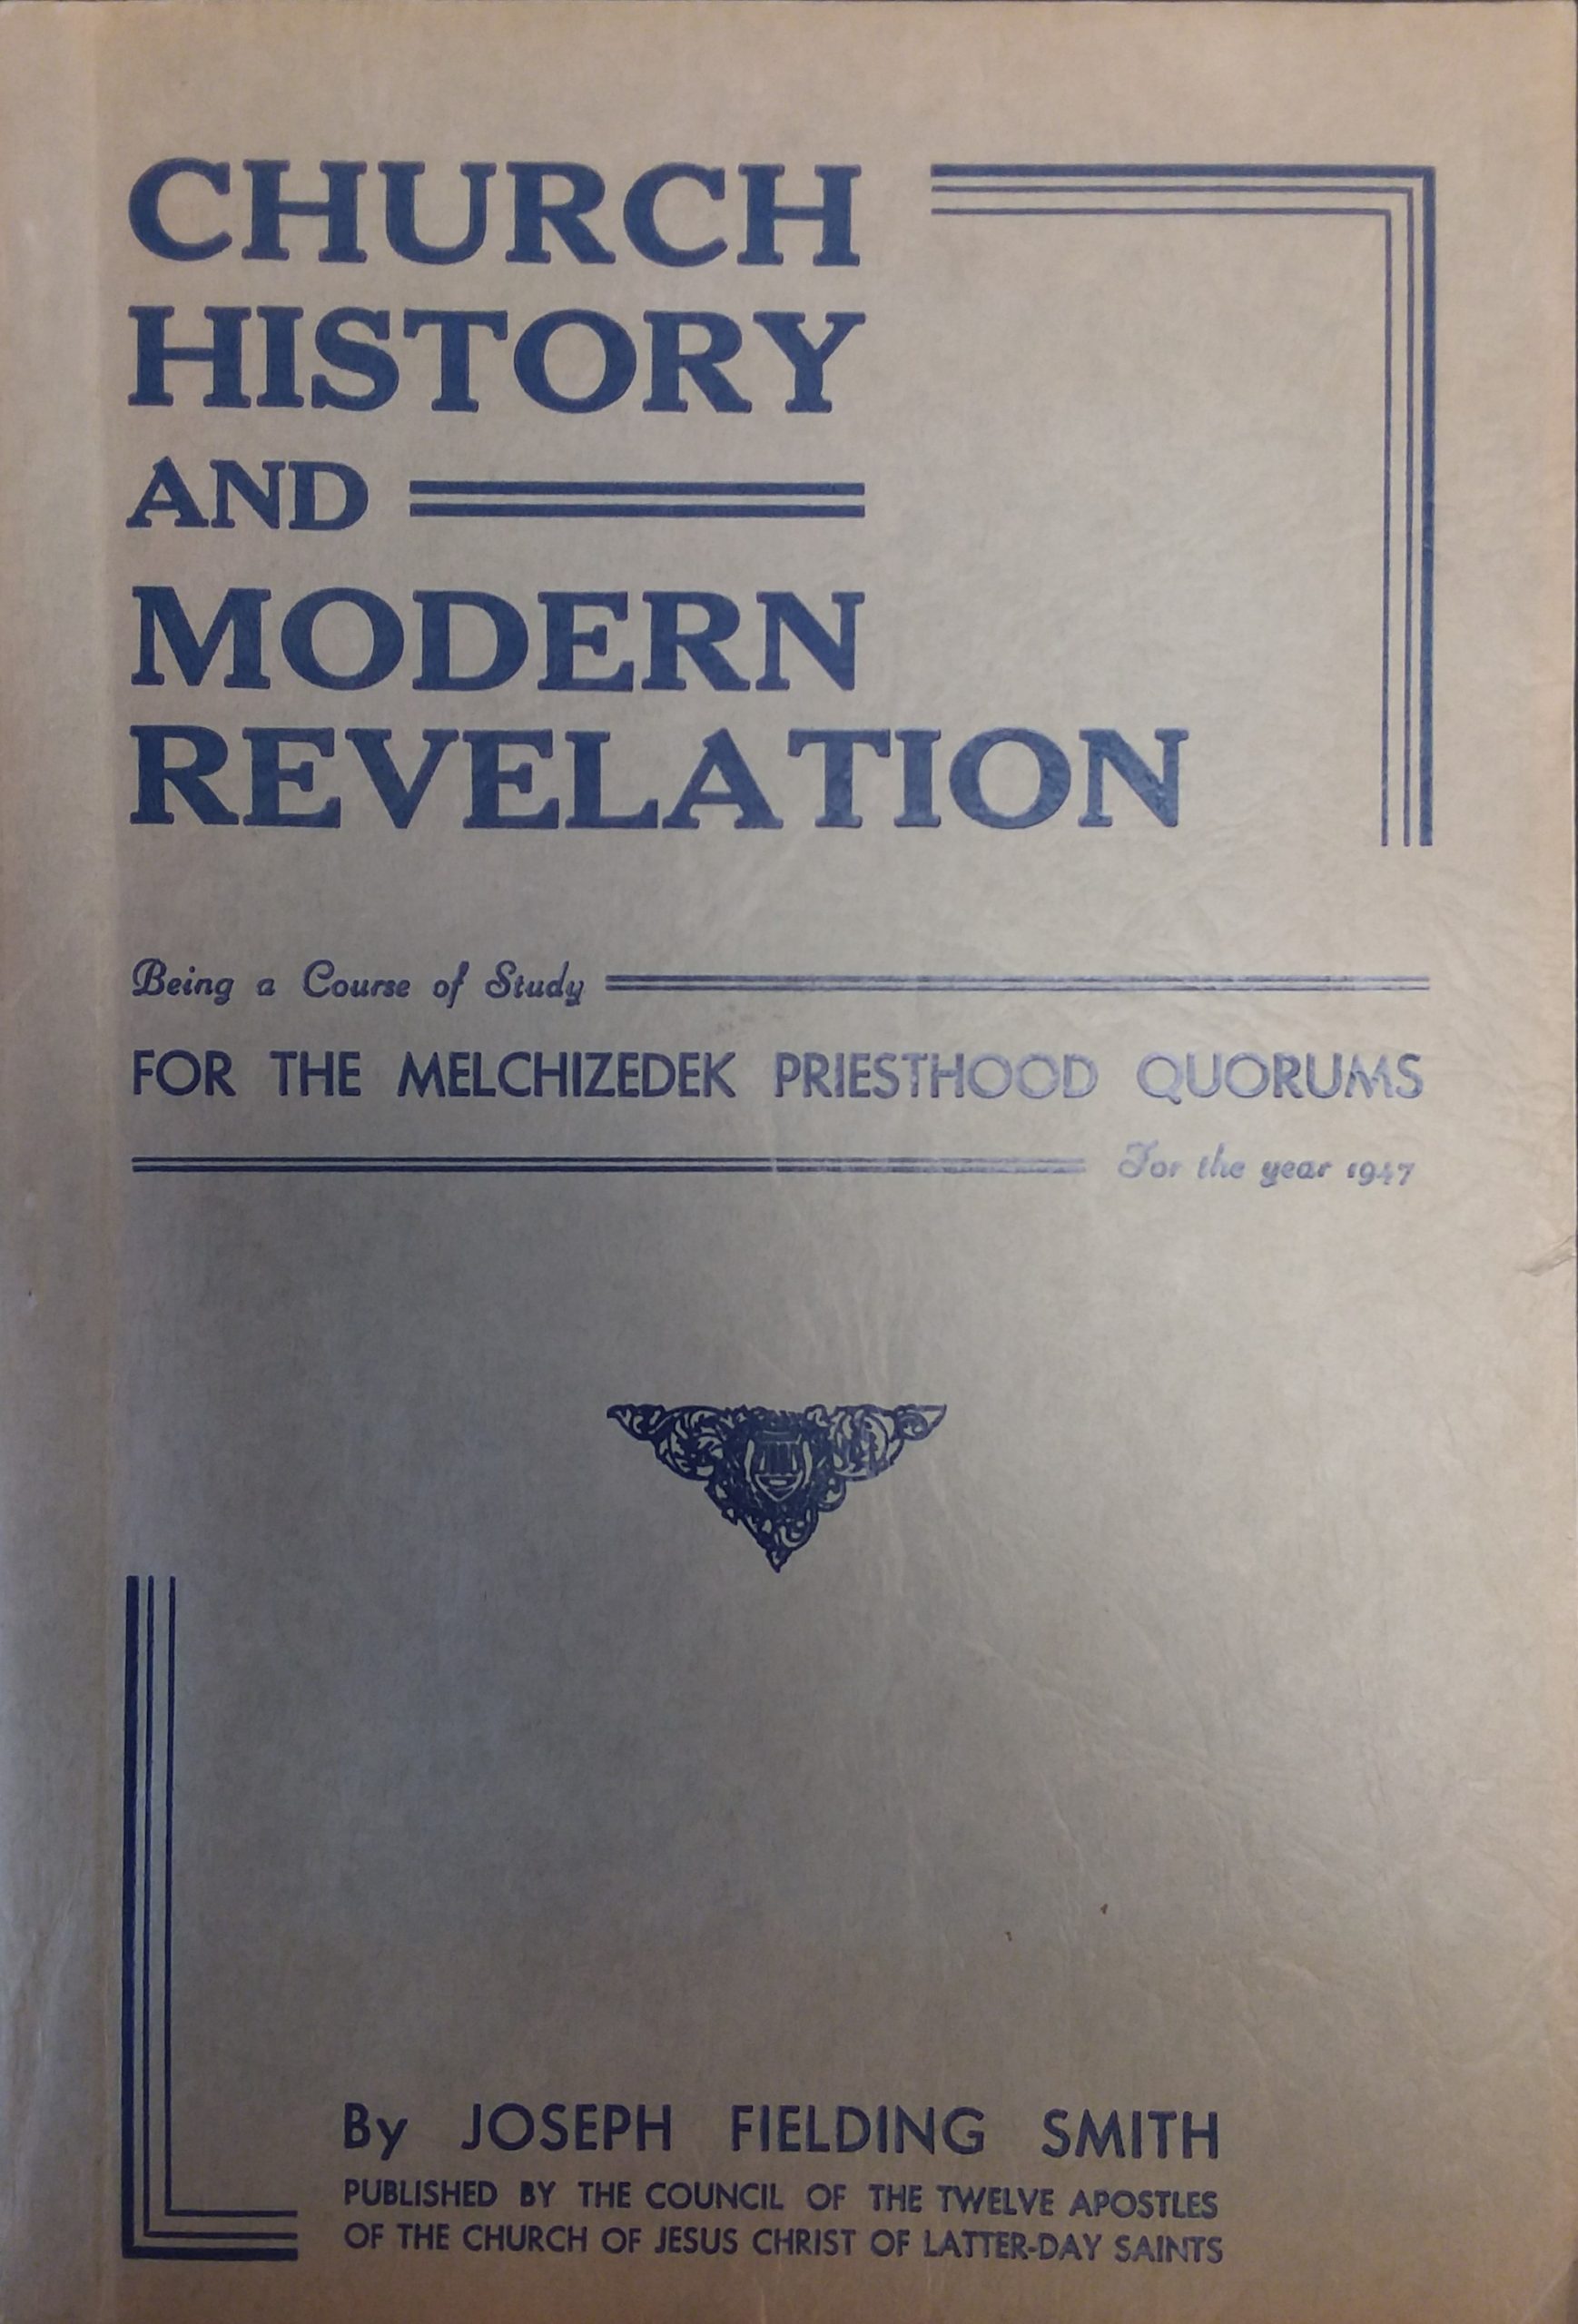 CHURCH
HISTORY
AND
MODERN
REVELATION
Being a Course of Study
FOR THE MELCHIZEDEK PRIESTHOOD QUORUMS
For the year 1947
By JOSEPH FIELDING SMITH
PUBLISHED BY THE COUNCIL OF THE TWELVE APOSTLES
OF THE CHURCH OF JESUS CHRIST OF LATTER-DAY SAINTS